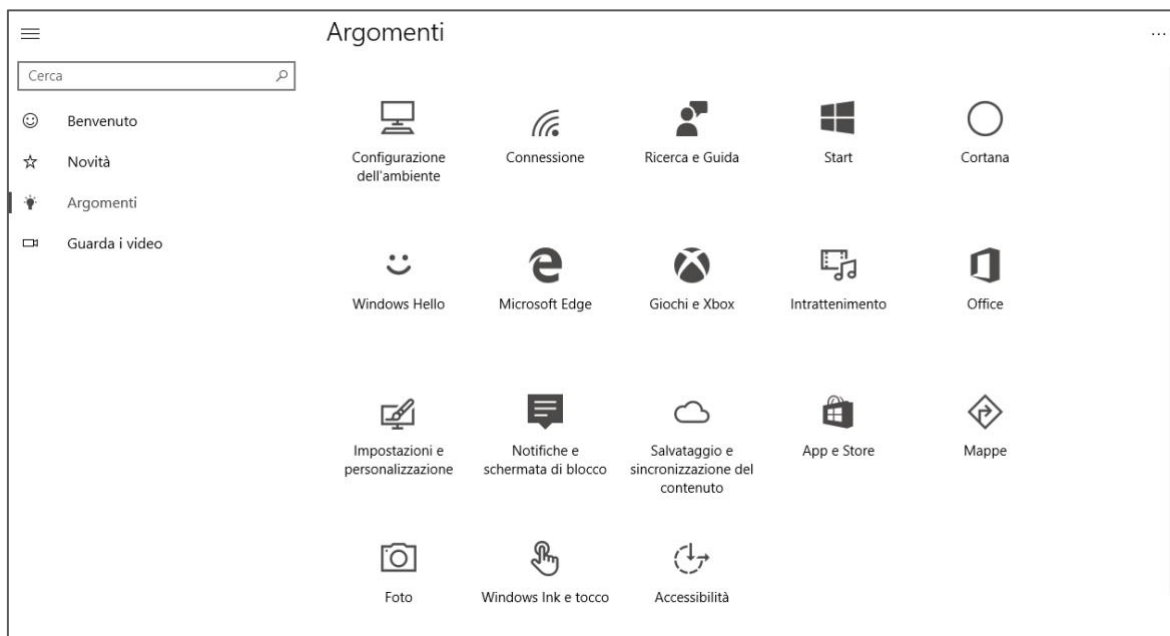 Argomenti
...
Cerca
Benvenuto
Novità
Argomenti
Guarda i video
Configurazione
dell'ambiente
Connessione
Ricerca e Guida
Start
Cortana
Windows Hello
Microsoft Edge
Giochi e Xbox
Intrattenimento
Office
Impostazioni e
personalizzazione
Notifiche e
schermata di blocco
Salvataggio e
sincronizzazione del
contenuto
App e Store
Mappe
Foto
Windows Ink e tocco
Accessibilità